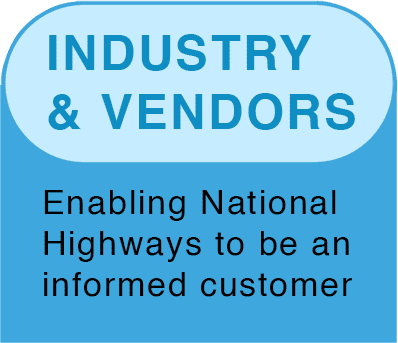 INDUSTRY
& VENDORS
Enabling National
Highways to be an
informed customer